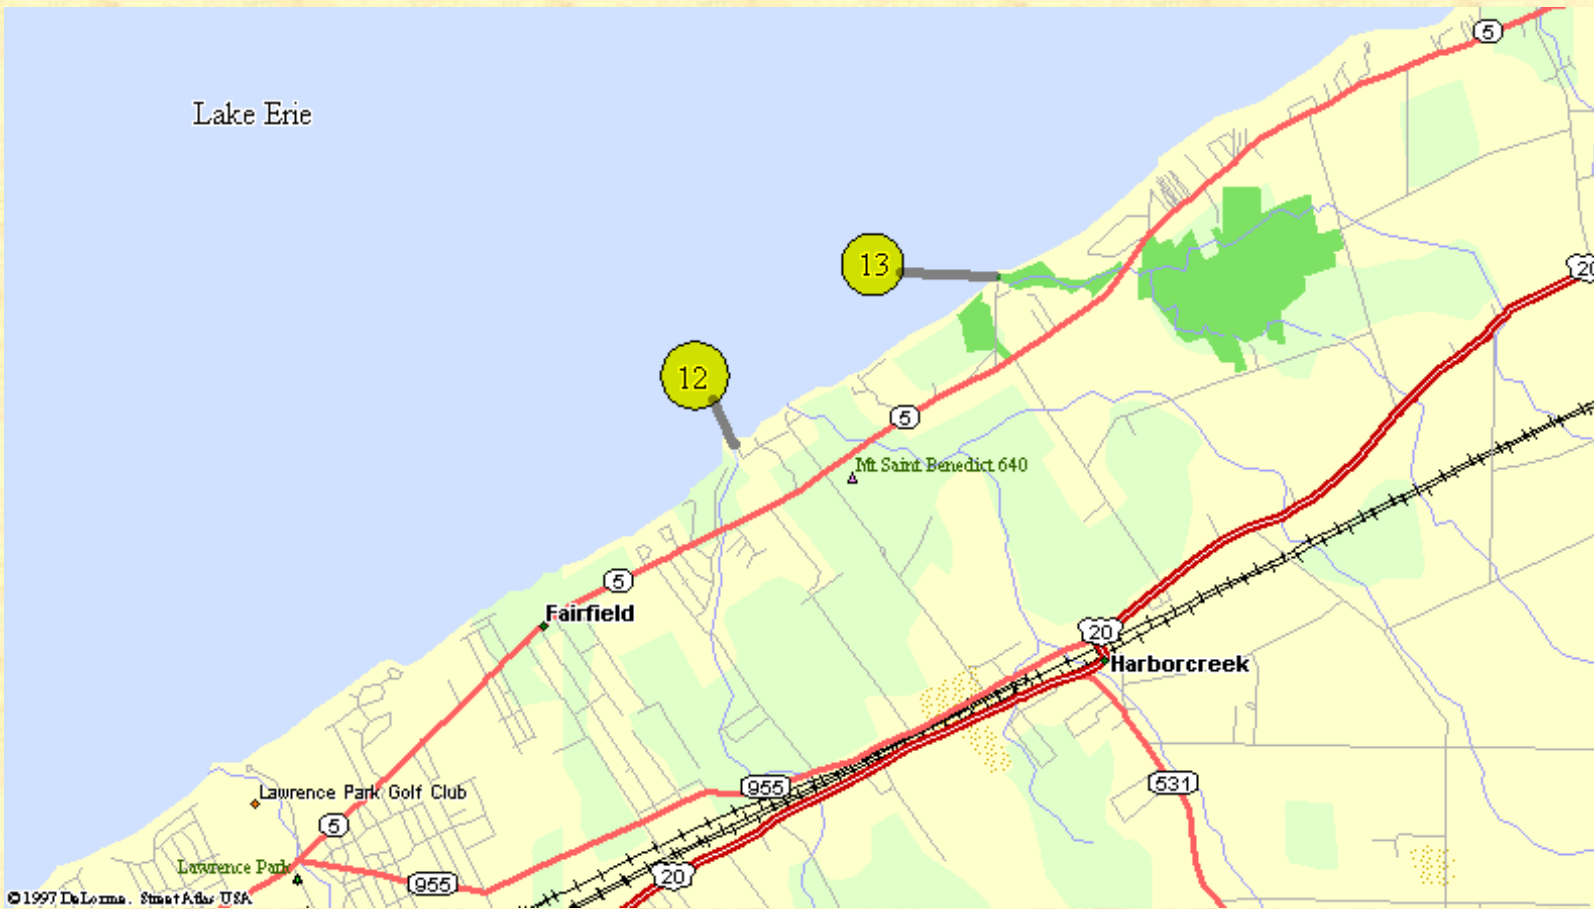 5
Lake Erie
13
20
12
5
Mt Saint Benedict 640
5
Fairfield
20
Harborcreek
955
531
Lawrence Park Golf Club
5
Lawrence Park
20
955
©1997 DeLorme. Street Atlas USA